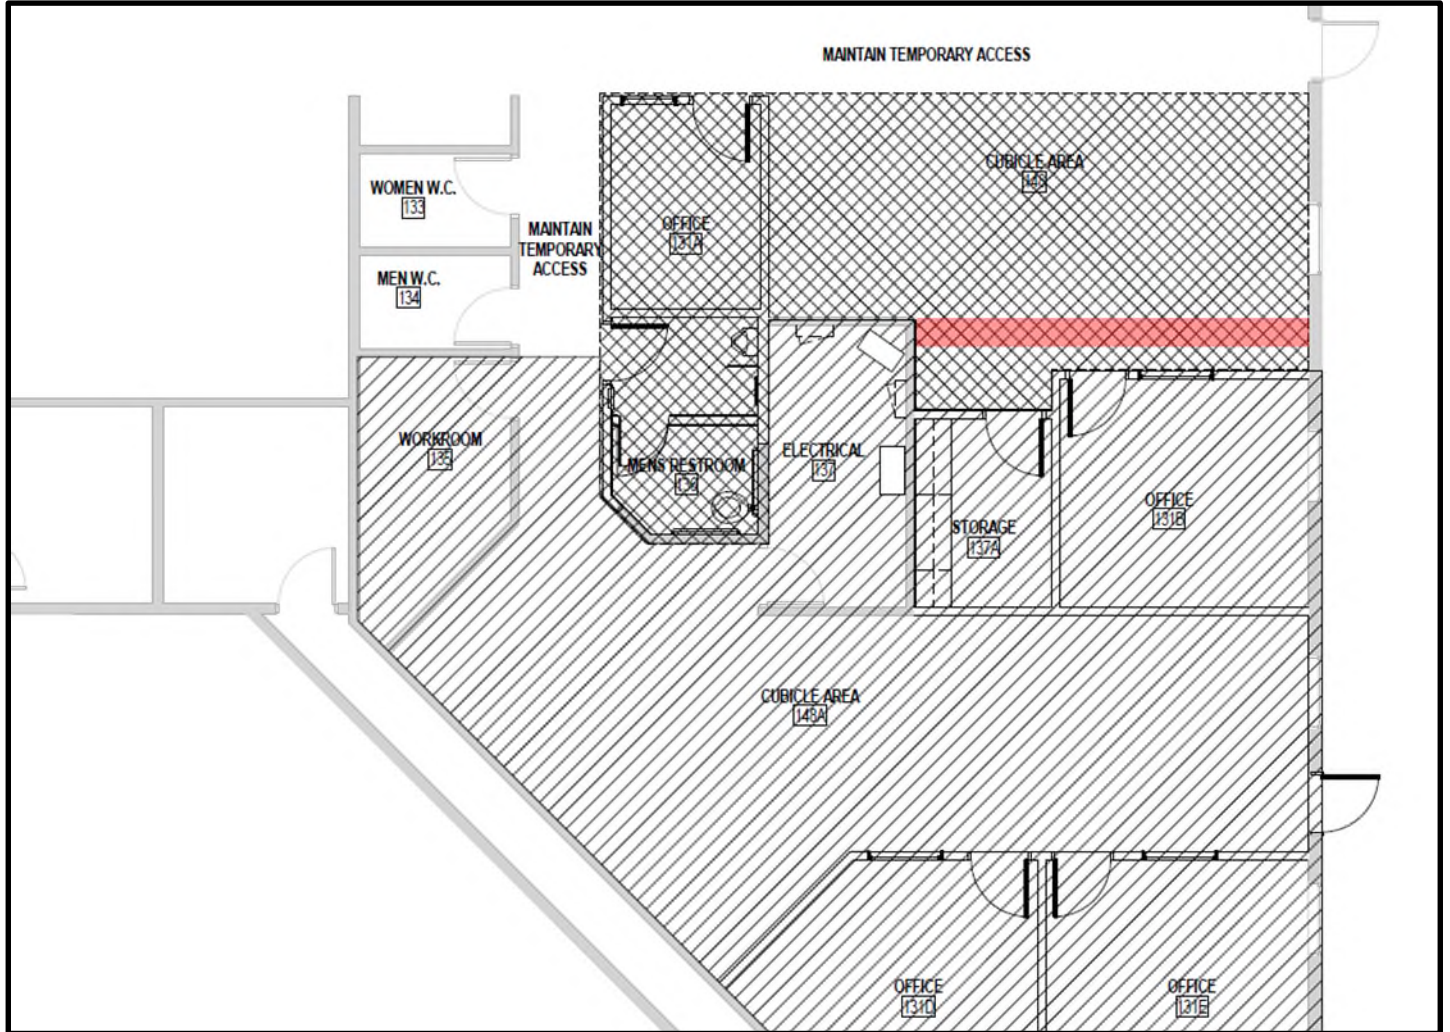 MAINTAIN TEMPORARY ACCESS
CUBICLE AREA
148
WOMEN W.C.
133
MAINTAIN
TEMPORARY
ACCESS
OFFICE
131A
MEN W.C.
134
WORKROOM
135
MENS RESTROOM
136
ELECTRICAL
137
STORAGE
137A
OFFICE
131B
CUBICLE AREA
148A
OFFICE
131D
OFFICE
131E